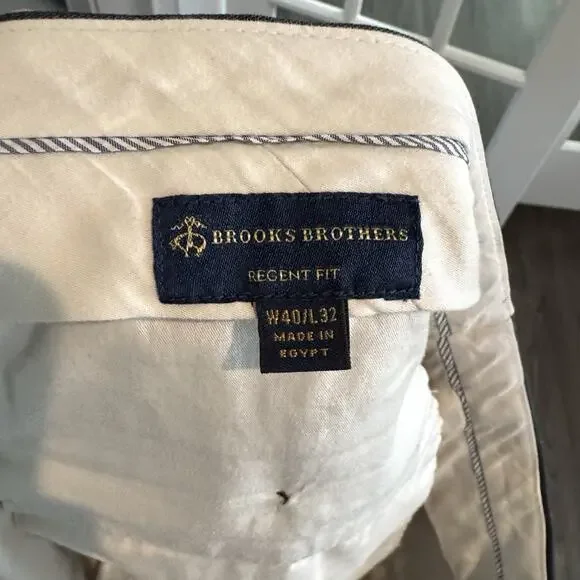 BROOKS BROTHERS
REGENT FIT
W40/L32
MADE IN
EGYPT